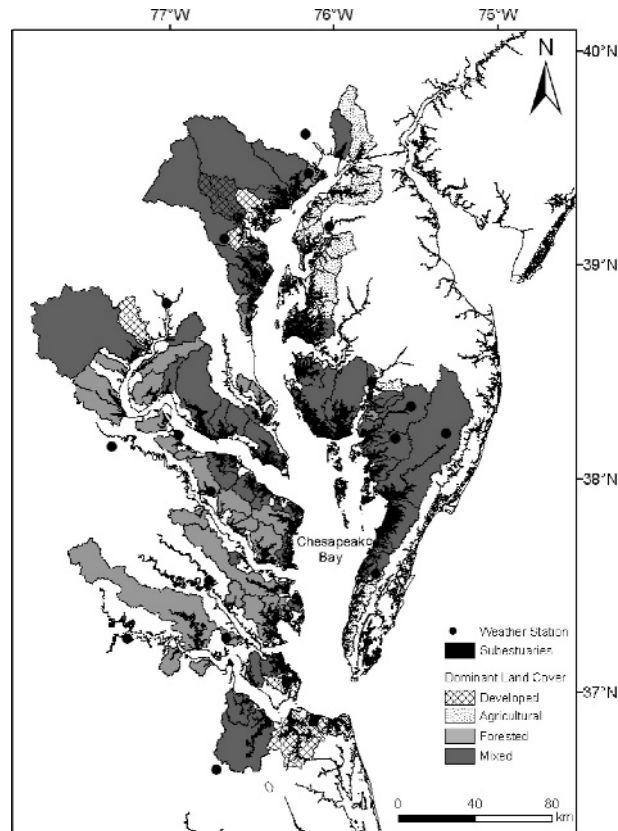 77°W 76°W 75°W
40°N
N
39°N
38°N
Chesapeake
Bay
Weather Station
Subestuaries
Dominant Land Cover
Developed
37°N
Agricultural
Forested
Mixed
0 40 80
km